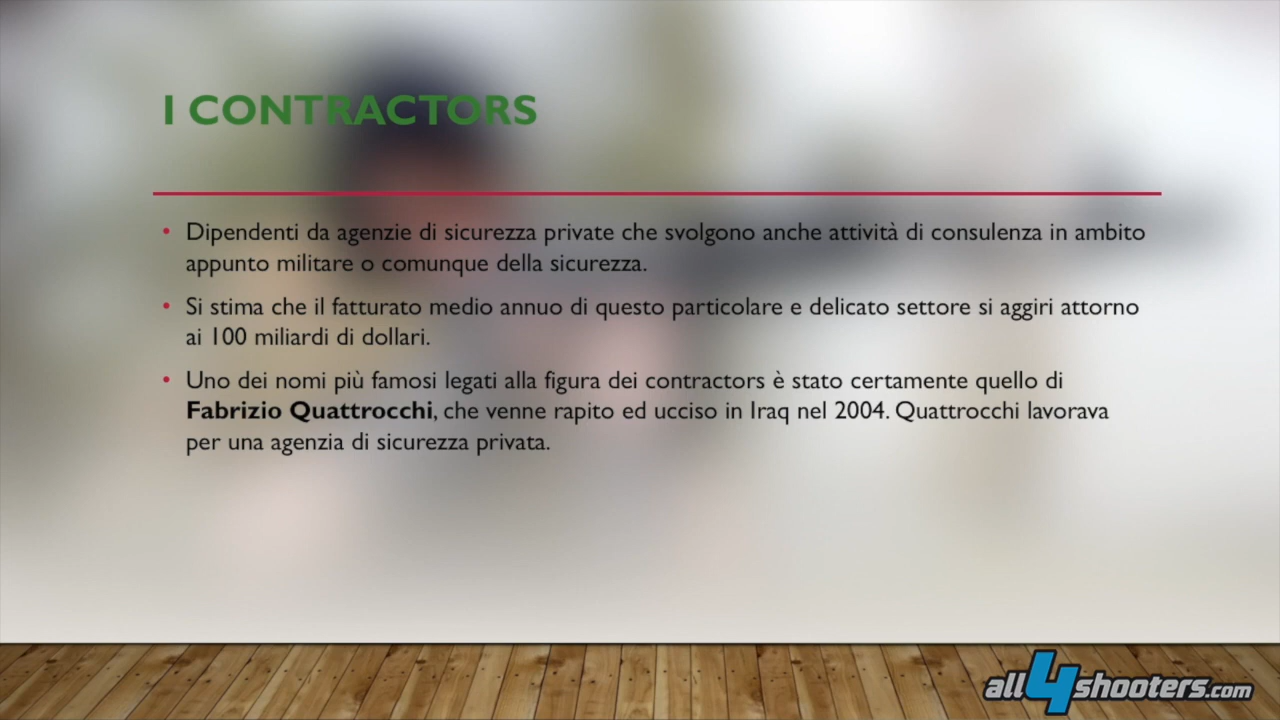 I CONTRACTORS
• Dipendenti da agenzie di sicurezza private che svolgono anche attività di consulenza in ambito
appunto militare o comunque della sicurezza.
• Si stima che il fatturato medio annuo di questo particolare e delicato settore si aggiri attorno
ai 100 miliardi di dollari.
• Uno dei nomi più famosi legati alla figura dei contractors è stato certamente quello di
Fabrizio Quattrocchi, che venne rapito ed ucciso in Iraq nel 2004. Quattrocchi lavorava
per una agenzia di sicurezza privata.
all4shooters.com